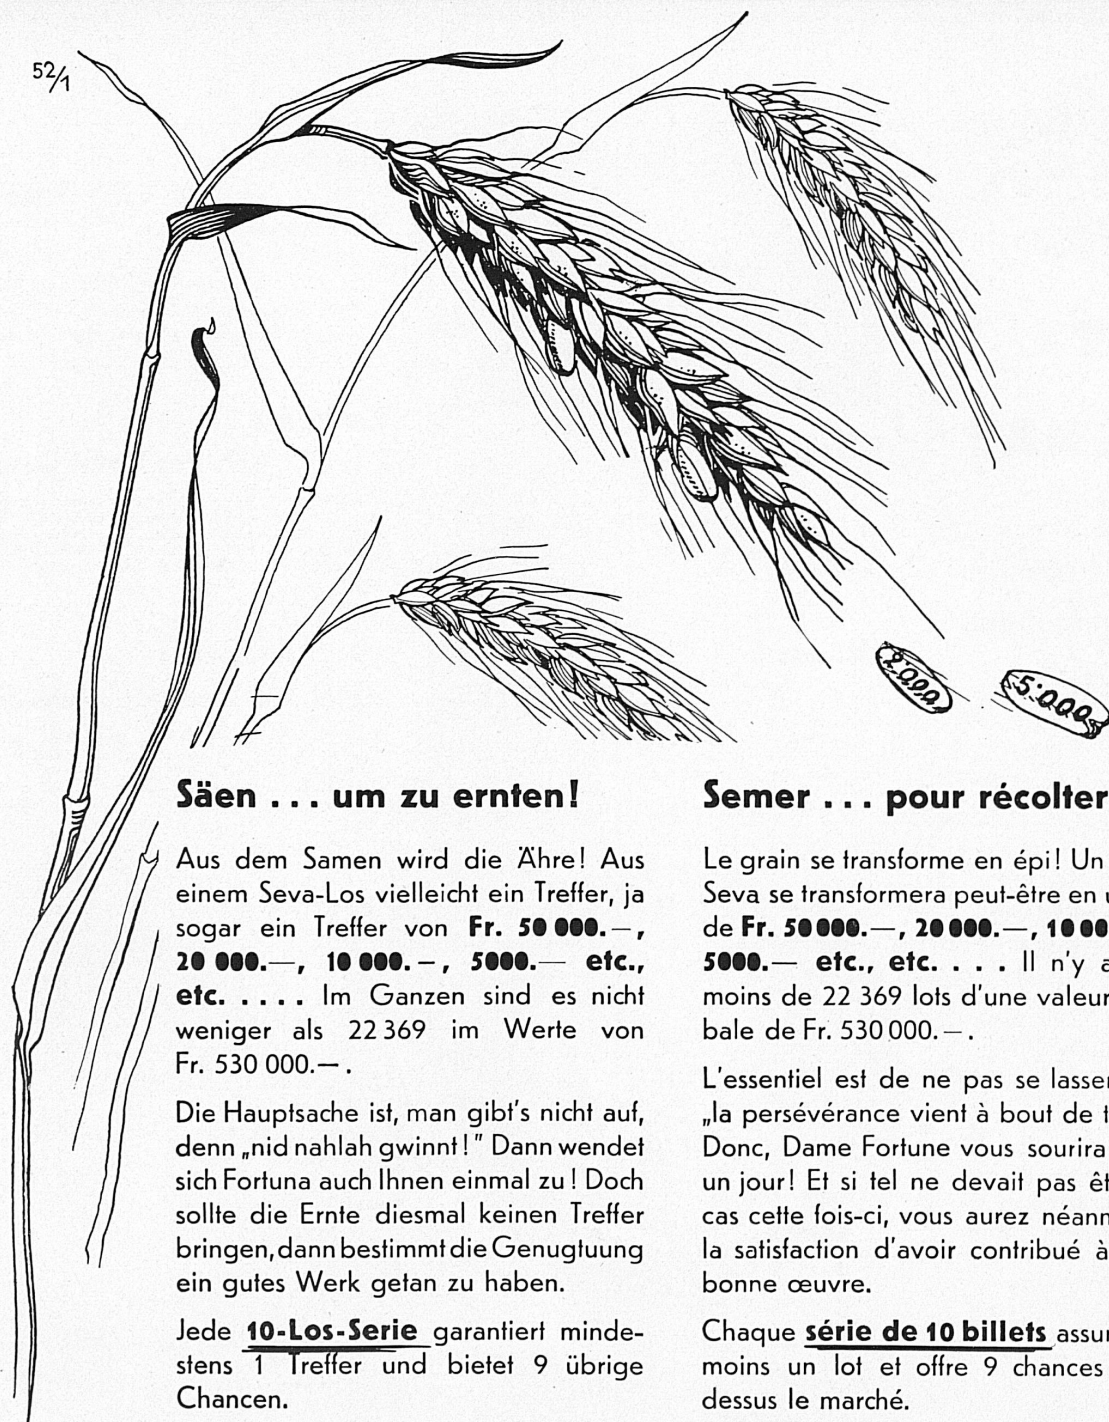 52/1
2.000
5.000
Säen ... um zu ernten!
Aus dem Samen wird die Ähre! Aus
einem Seva-Los vielleicht ein Treffer, ja
sogar ein Treffer von Fr. 50 000.—,
20 000.—, 10 000.—, 5000.— etc.,
etc. .... Im Ganzen sind es nicht
weniger als 22 369 im Werte von
Fr. 530 000.—.
Die Hauptsache ist, man gibt's nicht auf,
denn „nid nahlah gwinnt!" Dann wendet
sich Fortuna auch Ihnen einmal zu! Doch
sollte die Ernte diesmal keinen Treffer
bringen, dann bestimmt die Genugtuung
ein gutes Werk getan zu haben.
Jede 10-Los-Serie garantiert minde-
stens 1 Treffer und bietet 9 übrige
Chancen.
Semer ... pour récolter
Le grain se transforme en épi! Un
Seva se transformera peut-être en
de Fr. 50 000.—, 20 000.—, 10 00
5000.— etc., etc. .... Il n'y a
moins de 22 369 lots d'une valeur
bale de Fr. 530 000.—.
L'essentiel est de ne pas se lasser
„la persévérance vient à bout de t
Donc, Dame Fortune vous sourira
un jour! Et si tel ne devait pas êt
cas cette fois-ci, vous aurez néanm
la satisfaction d'avoir contribué à
bonne œuvre.
Chaque série de 10 billets assur
moins un lot et offre 9 chances
dessus le marché.